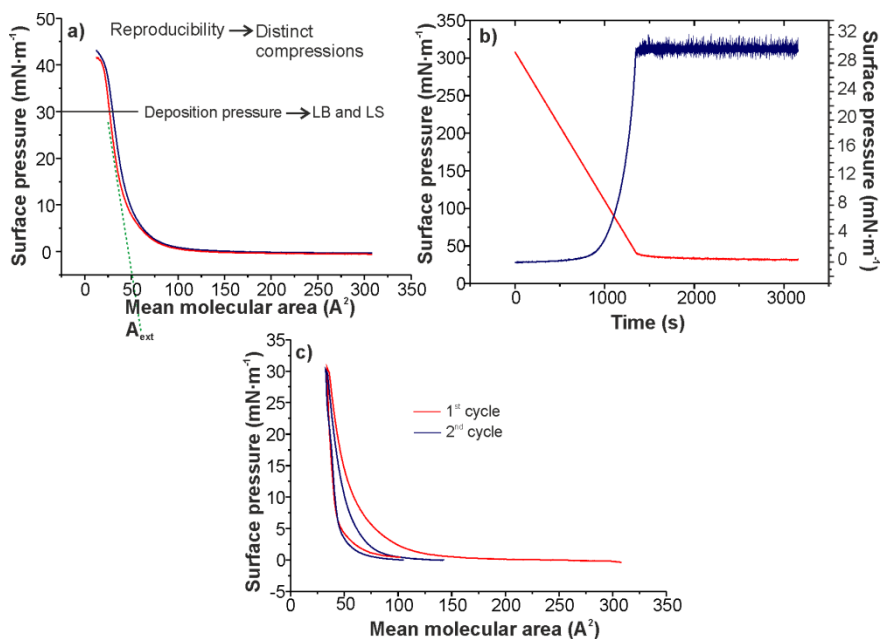 a)
Reproducibility → Distinct
compressions
Deposition pressure → LB and LS
Surface pressure (mN·m⁻¹)
50
40
30
20
10
0
0 50 100 150 200 250 300 350
Mean molecular area (A²)
A_ext
b)
Surface pressure (mN·m⁻¹)
350
300
250
200
150
100
50
0
0 1000 2000 3000
Time (s)
32
28
24
20
16
12
8
4
0
Surface pressure (mN·m⁻¹)
c)
1st cycle
2nd cycle
Surface pressure (mN·m⁻¹)
35
30
25
20
15
10
5
0
-5
0 50 100 150 200 250 300 350
Mean molecular area (A²)